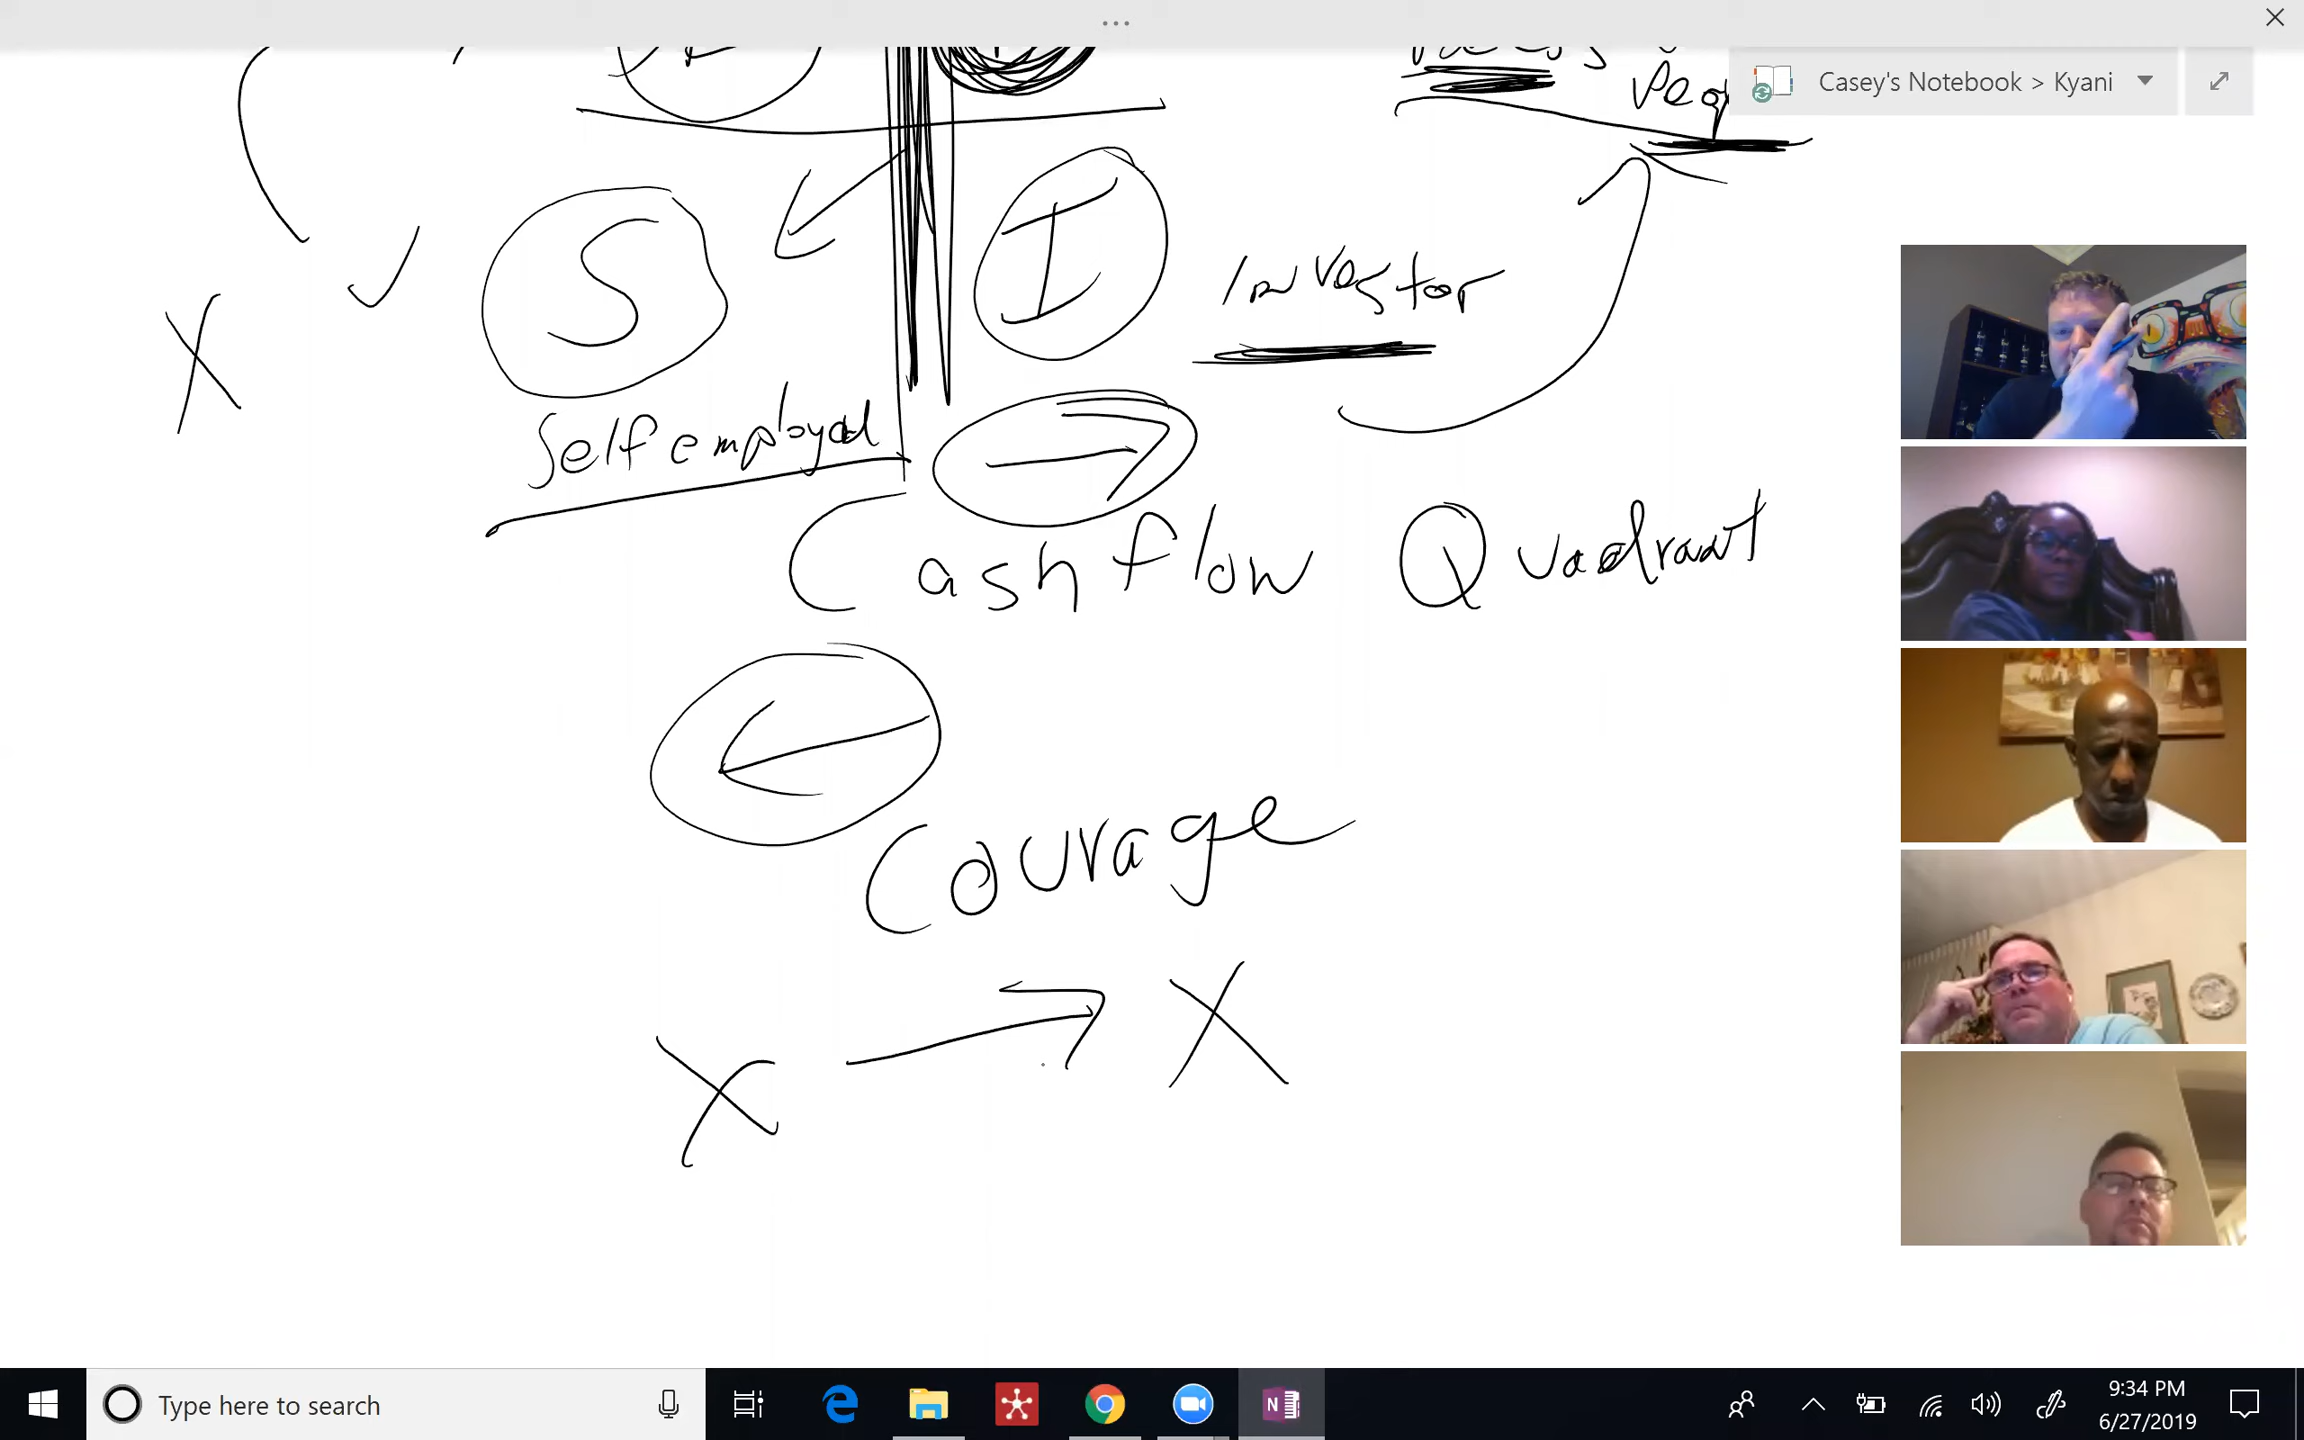 Casey's Notebook > Kyani
S
I
Investor
Self employed
Cashflow Quadrant
Courage
X
X → X
Type here to search
N
9:34 PM
6/27/2019